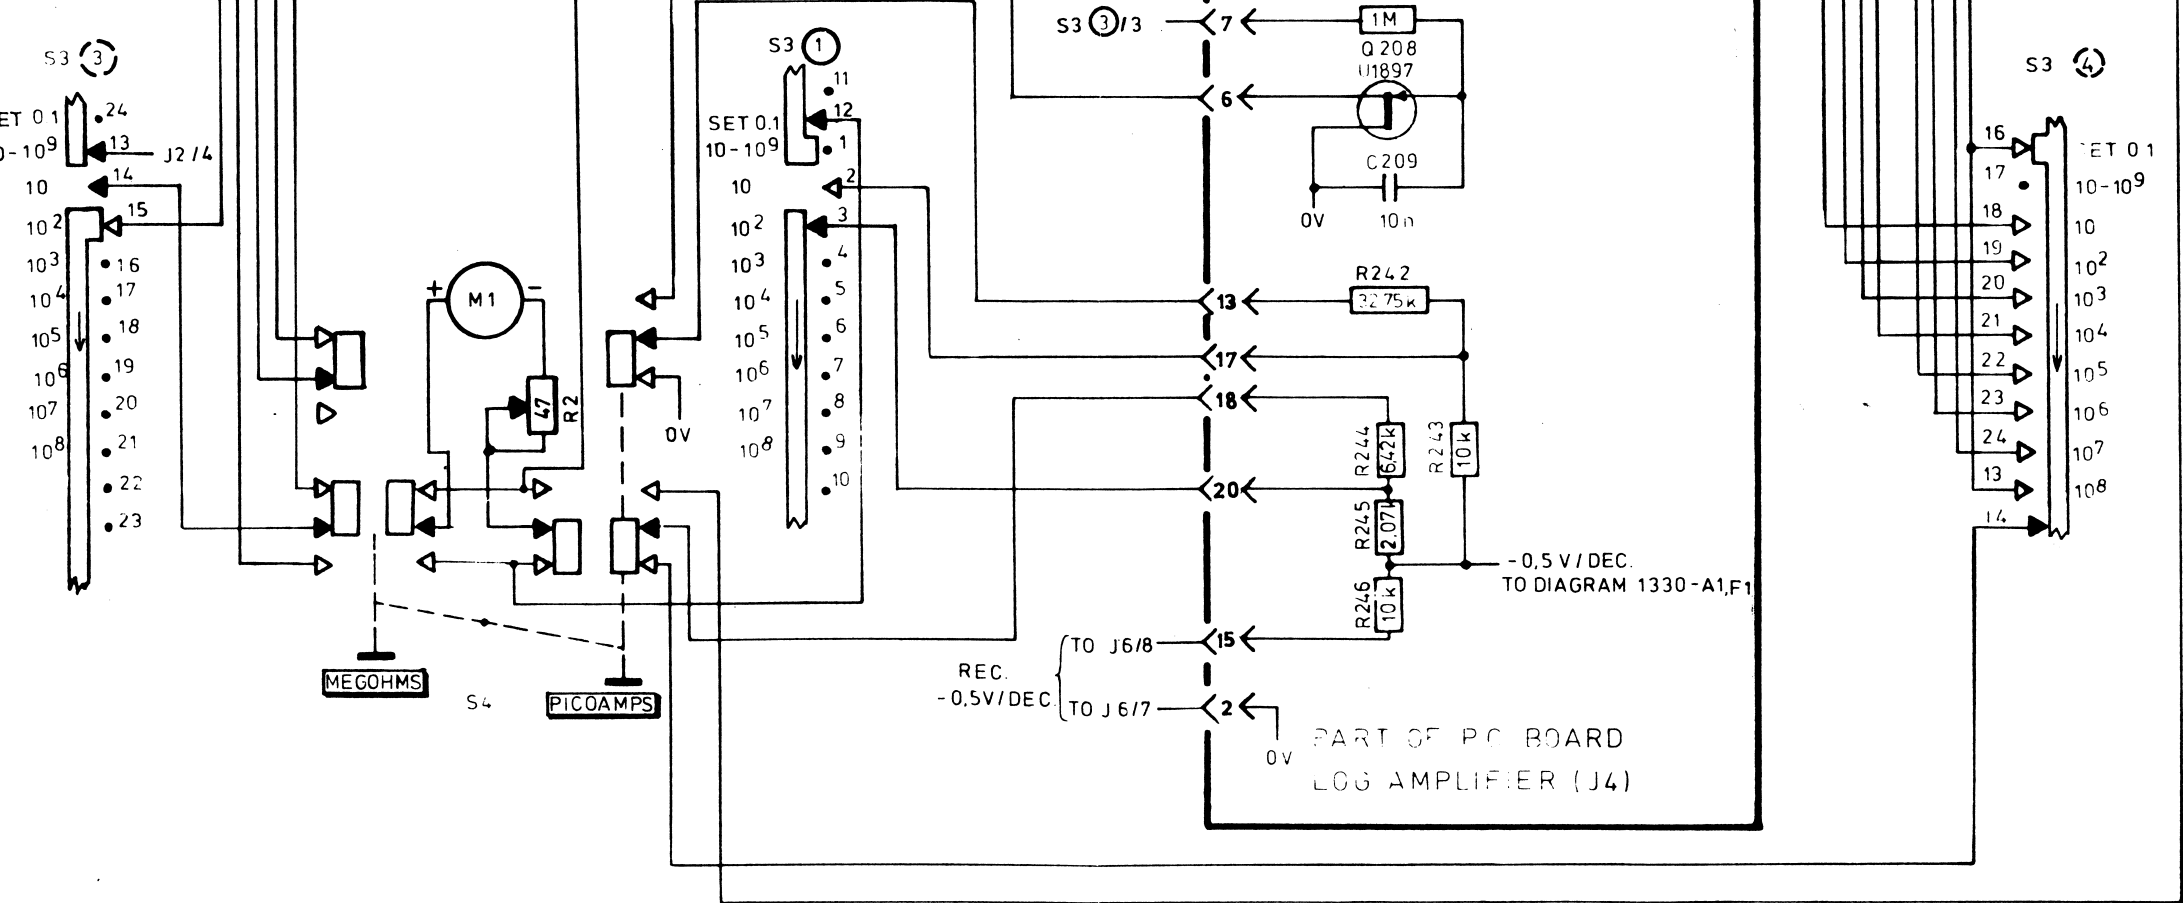 S3 3
ET 0 1
0-10⁹
10
10²
10³
10⁴
10⁵
10⁶
10⁷
10⁸
24
13
J2/4
14
15
16
17
18
19
20
21
22
23
+ M1 -
47
R2
0V
MEGOHMS
S4
PICOAMPS
S3 1
11
12
SET 0.1
10-10⁹ 1
10 2
10² 3
10³ 4
10⁴ 5
10⁵ 6
10⁶ 7
10⁷ 8
10⁸ 9
10
S3 3/3
7
1M
Q208
U1897
6
C209
0V
10n
R242
13
32.75k
17
18
R244
6,42k
R243
10k
20
R245
2.07k
-0,5 V/DEC.
TO DIAGRAM 1330-A1,F1
R246
10k
15
TO J6/8
REC.
-0,5V/DEC.
TO J6/7
2
0V
PART OF P.C BOARD
LOG AMPLIFIER (J4)
S3 4
16
ET 0 1
17
10-10⁹
18
10
19
10²
20
10³
21
10⁴
22
10⁵
23
10⁶
24
10⁷
13
10⁸
14